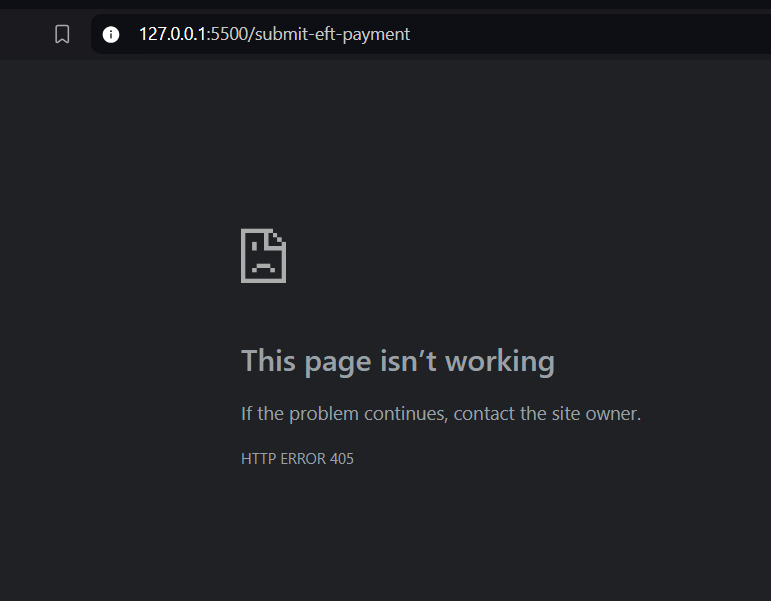 127.0.0.1:5500/submit-eft-payment
This page isn’t working
If the problem continues, contact the site owner.
HTTP ERROR 405